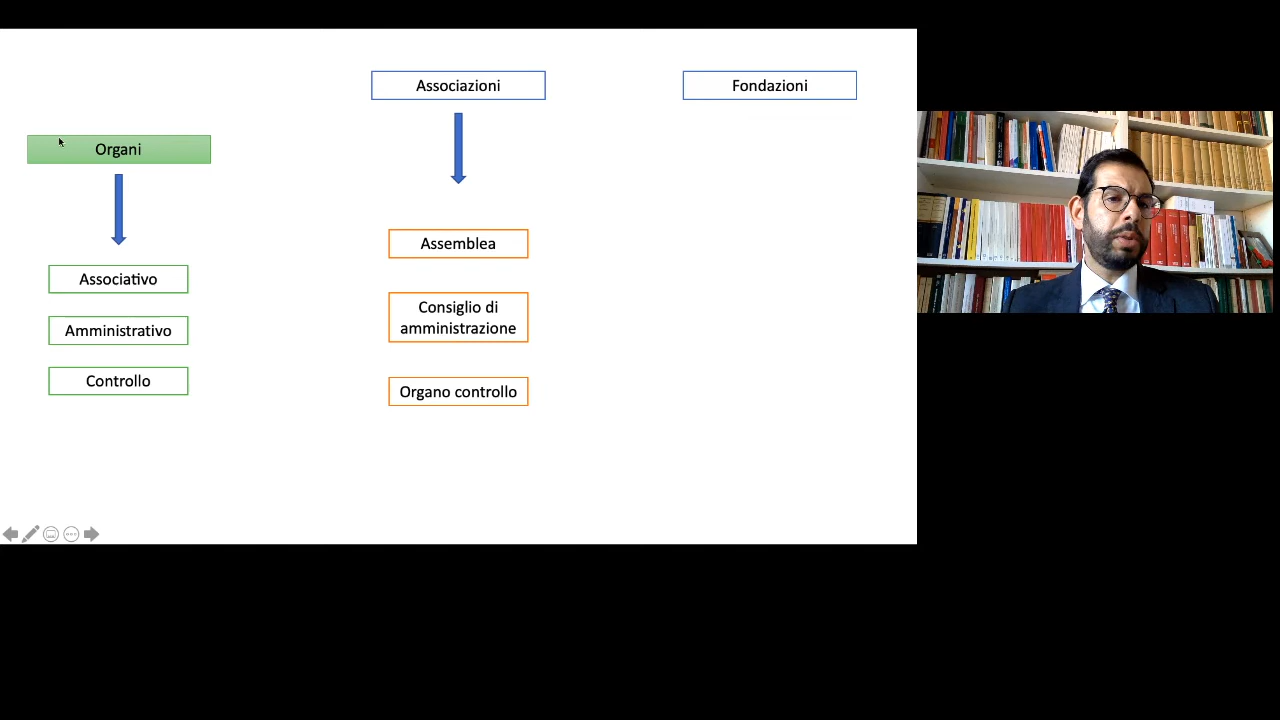 Associazioni
Fondazioni
Organi
Assemblea
Associativo
Consiglio di
amministrazione
Amministrativo
Controllo
Organo controllo